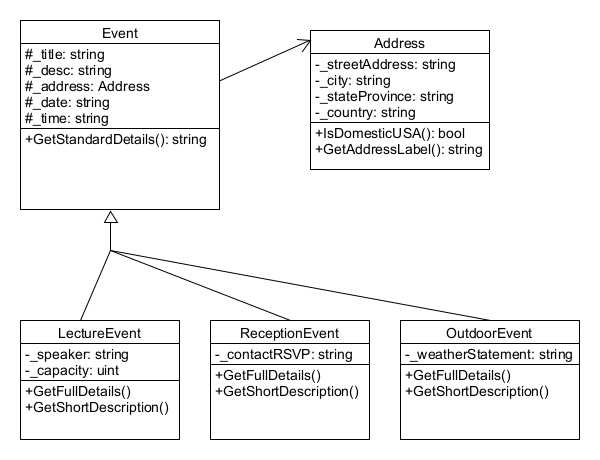 Event
#_title: string
#_desc: string
#_address: Address
#_date: string
#_time: string
+GetStandardDetails(): string
Address
-_streetAddress: string
-_city: string
-_stateProvince: string
-_country: string
+IsDomesticUSA(): bool
+GetAddressLabel(): string
LectureEvent
-_speaker: string
-_capacity: uint
+GetFullDetails()
+GetShortDescription()
ReceptionEvent
-_contactRSVP: string
+GetFullDetails()
+GetShortDescription()
OutdoorEvent
-_weatherStatement: string
+GetFullDetails()
+GetShortDescription()